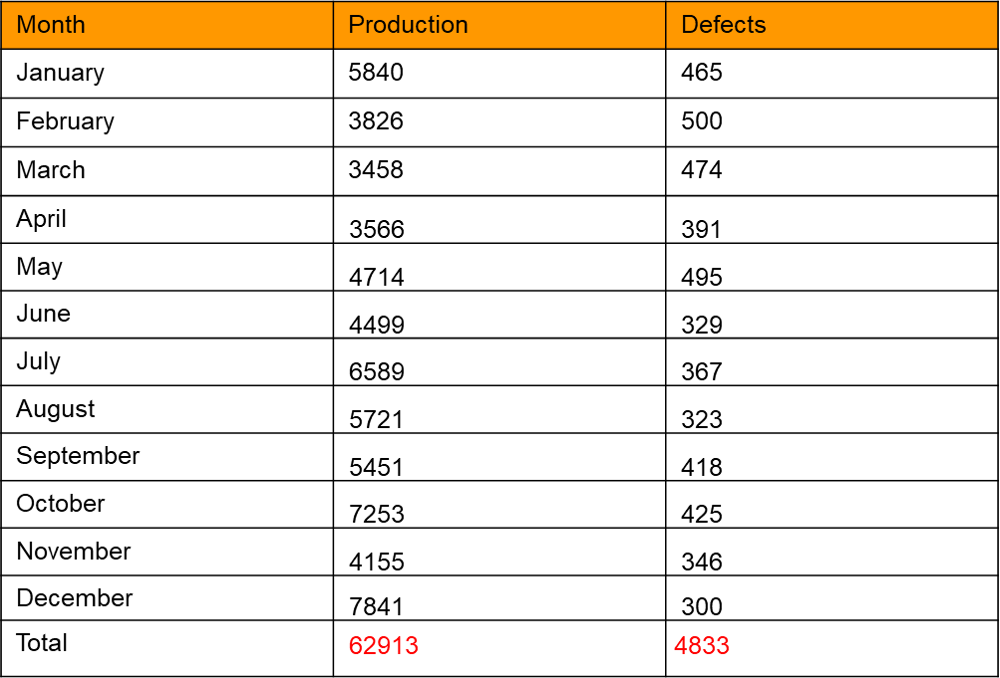 Month Production Defects
January 5840 465
February 3826 500
March 3458 474
April 3566 391
May 4714 495
June 4499 329
July 6589 367
August 5721 323
September 5451 418
October 7253 425
November 4155 346
December 7841 300
Total 62913 4833